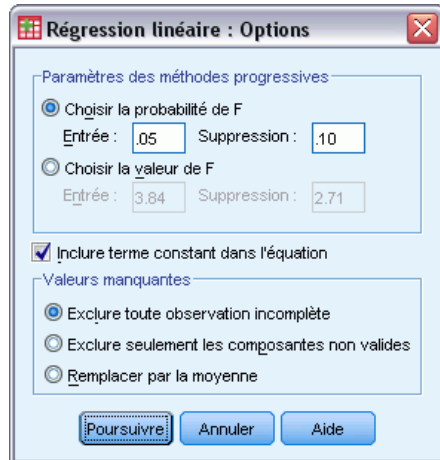 Régression linéaire : Options
Paramètres des méthodes progressives
Choisir la probabilité de F
Entrée : .05 Suppression : .10
Choisir la valeur de F
Entrée : 3.84 Suppression : 2.71
Inclure terme constant dans l'équation
Valeurs manquantes
Exclure toute observation incomplète
Exclure seulement les composantes non valides
Remplacer par la moyenne
Poursuivre Annuler Aide